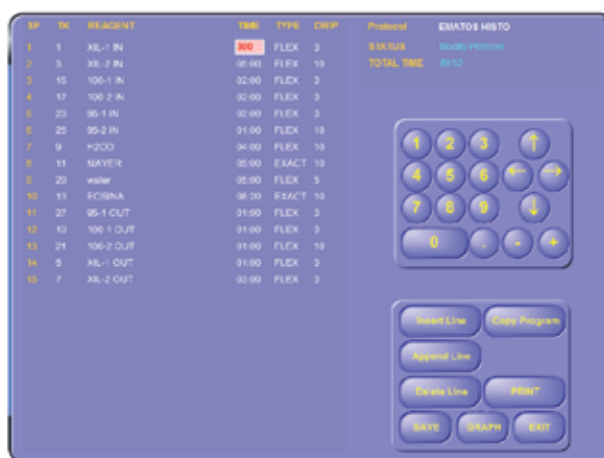 SP TK REAGENT TIME TYPE DRIP
1 1 XIL-1 IN 300 FLEX 3
2 3 XIL-2 IN 05:00 FLEX 10
3 15 100-1 IN 02:00 FLEX 3
4 17 100-2 IN 02:00 FLEX 3
5 23 95-1 IN 02:00 FLEX 3
6 25 95-2 IN 01:00 FLEX 10
7 9 H2OO 04:00 FLEX 10
8 11 MAYER 05:00 EXACT 10
9 29 water 05:00 FLEX 5
10 13 EOSINA 08:20 EXACT 10
11 27 95-1 OUT 01:00 FLEX 3
12 19 100-1 OUT 01:00 FLEX 3
13 21 100-2 OUT 01:00 FLEX 10
14 5 XIL-1 OUT 01:00 FLEX 3
15 7 XIL-2 OUT 03:00 FLEX 3
Protocol EMATOS HISTO
STATUS Modify Protocol
TOTAL TIME 49:52
1 2 3 ↑
4 5 6 ← →
7 8 9 ↓
0 . - +
Insert Line Copy Program
Append Line
Delete Line PRINT
SAVE GRAPH EXIT